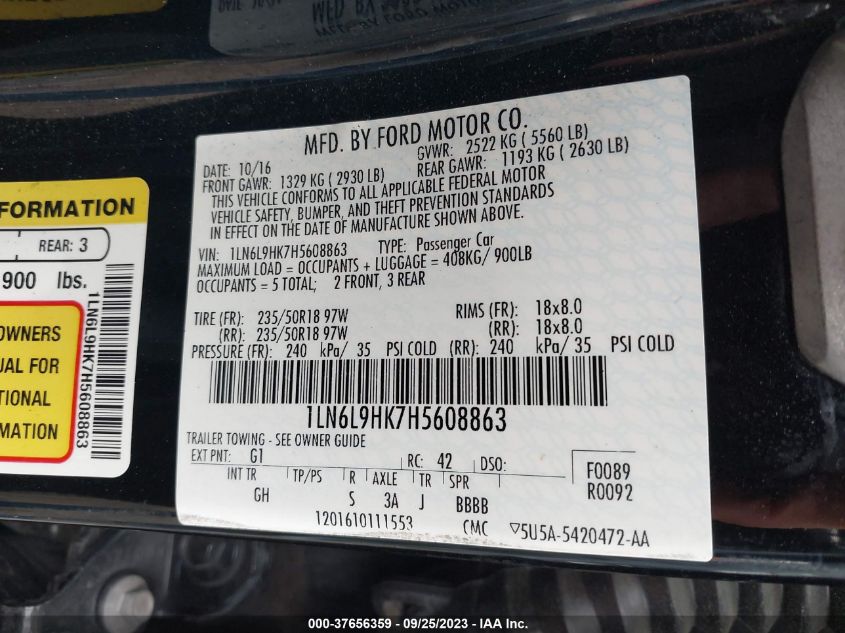 MFD. BY FORD MOTOR CO.
DATE: 10/16
GVWR: 2522 KG ( 5560 LB)
FRONT GAWR: 1329 KG ( 2930 LB)
REAR GAWR: 1193 KG ( 2630 LB)
THIS VEHICLE CONFORMS TO ALL APPLICABLE FEDERAL MOTOR
VEHICLE SAFETY, BUMPER, AND THEFT PREVENTION STANDARDS
IN EFFECT ON THE DATE OF MANUFACTURE SHOWN ABOVE.
VIN: 1LN6L9HK7H5608863 TYPE: Passenger Car
MAXIMUM LOAD = OCCUPANTS + LUGGAGE = 408KG/ 900LB
OCCUPANTS = 5 TOTAL; 2 FRONT, 3 REAR
TIRE (FR): 235/50R18 97W RIMS (FR): 18x8.0
(RR): 235/50R18 97W (RR): 18x8.0
PRESSURE (FR): 240 kPa/ 35 PSI COLD (RR): 240 kPa/ 35 PSI COLD
1LN6L9HK7H5608863
TRAILER TOWING - SEE OWNER GUIDE
EXT PNT: G1 RC: 42 DSO:
INT TR TP/PS R AXLE TR SPR
GH S 3A J BBBB
F0089
R0092
1201610111553 CMC 5U5A-5420472-AA
FORMATION
REAR: 3
900 lbs.
OWNERS
UAL FOR
TIONAL
MATION
1LN6L9HK7H5608863
000-37656359 - 09/25/2023 - IAA Inc.